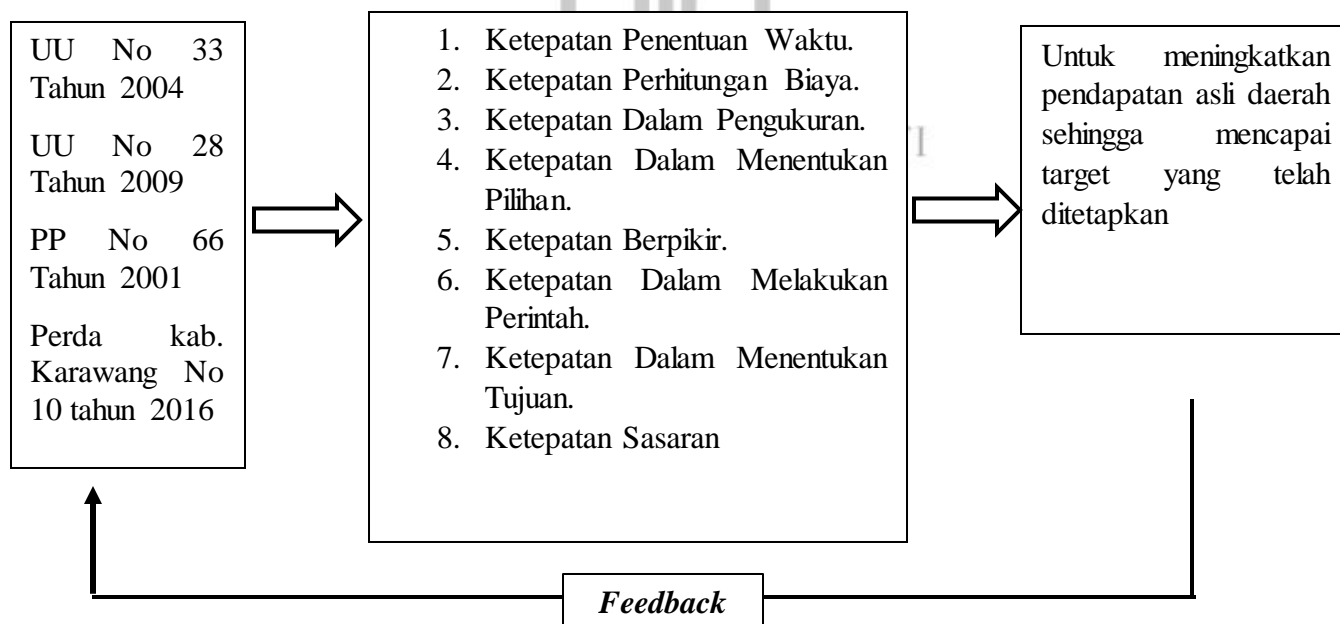 UU No 33
Tahun 2004
UU No 28
Tahun 2009
PP No 66
Tahun 2001
Perda kab.
Karawang No
10 tahun 2016
1. Ketepatan Penentuan Waktu.
2. Ketepatan Perhitungan Biaya.
3. Ketepatan Dalam Pengukuran.
4. Ketepatan Dalam Menentukan
Pilihan.
5. Ketepatan Berpikir.
6. Ketepatan Dalam Melakukan
Perintah.
7. Ketepatan Dalam Menentukan
Tujuan.
8. Ketepatan Sasaran
Untuk meningkatkan
pendapatan asli daerah
sehingga mencapai
target yang telah
ditetapkan
Feedback